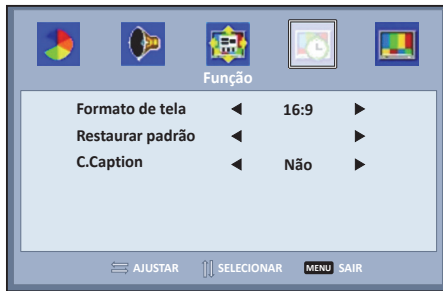 Função
Formato de tela 16:9
Restaurar padrão
C.Caption Não
AJUSTAR SELECIONAR MENU SAIR